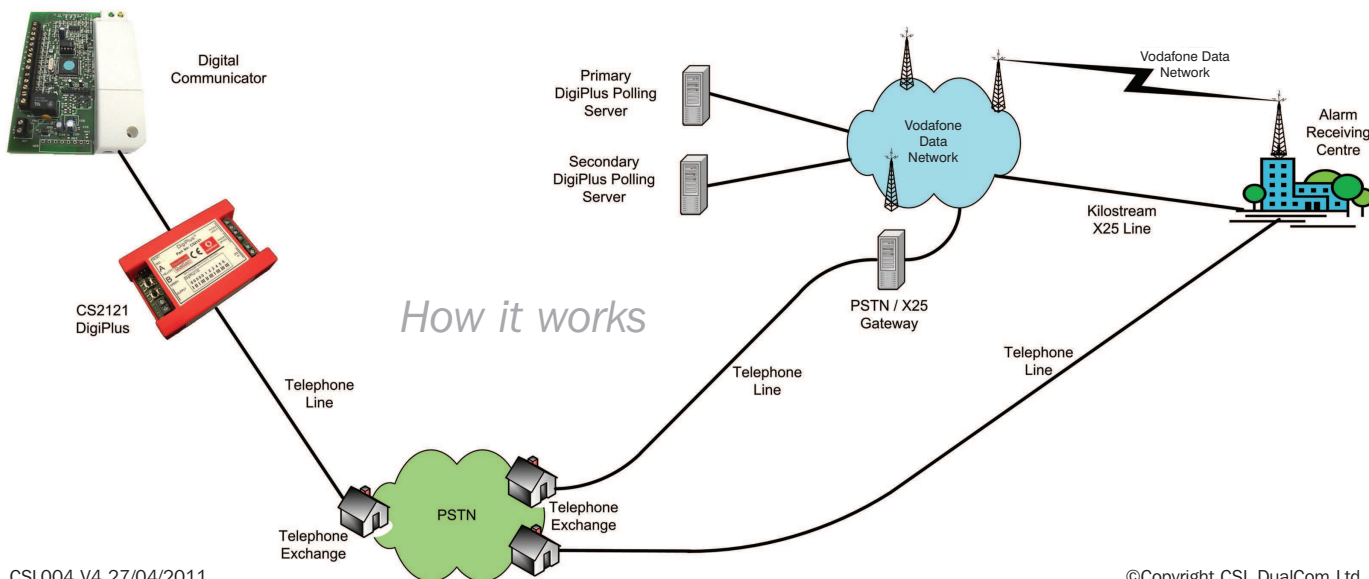 Digital
Communicator
Primary
DigiPlus Polling
Server
Secondary
DigiPlus Polling
Server
Vodafone
Data
Network
Vodafone Data
Network
Alarm
Receiving
Centre
Kilostream
X25 Line
CS2121
DigiPlus
How it works
PSTN / X25
Gateway
Telephone
Line
Telephone
Line
Telephone
Line
PSTN
Telephone
Exchange
Telephone
Exchange
CSL004 V4 27/04/2011
©Copyright CSL DualCom Ltd
DigiPlus
A
B
CE